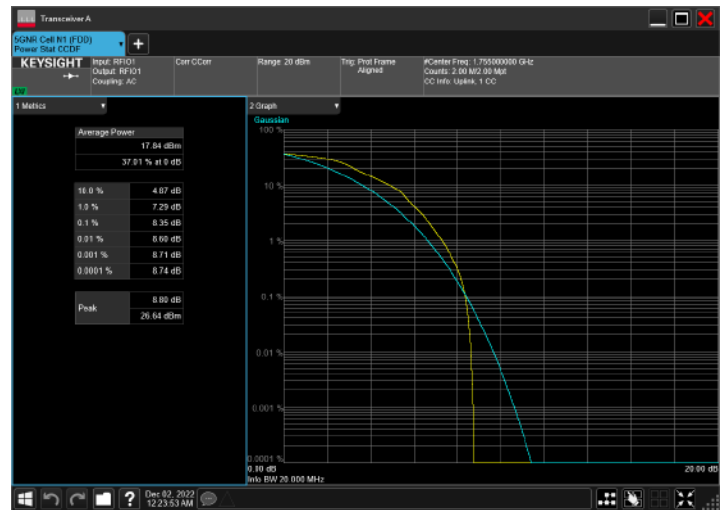 Transceiver A
5GNR Cell N1 (FDD)
Power Stat CCDF
KEYSIGHT
Input: RFIO1
Output: RFIO1
Coupling: AC
Corr CCorr
Range: 20 dBm
Trig: Prot Frame
Aligned
#Center Freq: 1.755000000 GHz
Counts: 2.00 M/2.00 Mpt
CC Info: Uplink, 1 CC
1 Metrics
Average Power
17.84 dBm
37.01 % at 0 dB
10.0 % 4.87 dB
1.0 % 7.29 dB
0.1 % 8.35 dB
0.01 % 8.60 dB
0.001 % 8.71 dB
0.0001 % 8.74 dB
Peak
8.80 dB
26.64 dBm
2 Graph
Gaussian
100 %
10 %
1 %
0.1 %
0.01 %
0.001 %
0.0001 %
0.00 dB
20.00 dB
Info BW 20.000 MHz
Dec 02, 2022
12:23:53 AM